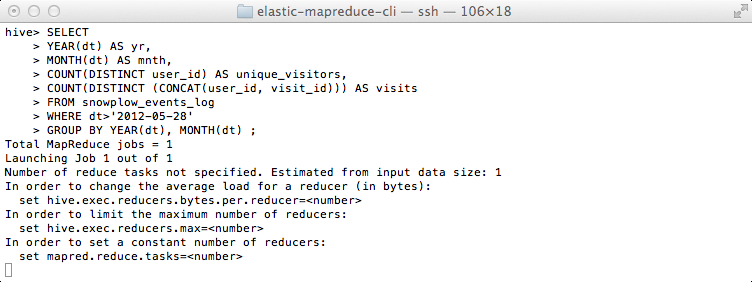 elastic-mapreduce-cli — ssh — 106×18
hive> SELECT
    > YEAR(dt) AS yr,
    > MONTH(dt) AS mnth,
    > COUNT(DISTINCT user_id) AS unique_visitors,
    > COUNT(DISTINCT (CONCAT(user_id, visit_id))) AS visits
    > FROM snowplow_events_log
    > WHERE dt>'2012-05-28'
    > GROUP BY YEAR(dt), MONTH(dt) ;
Total MapReduce jobs = 1
Launching Job 1 out of 1
Number of reduce tasks not specified. Estimated from input data size: 1
In order to change the average load for a reducer (in bytes):
  set hive.exec.reducers.bytes.per.reducer=<number>
In order to limit the maximum number of reducers:
  set hive.exec.reducers.max=<number>
In order to set a constant number of reducers:
  set mapred.reduce.tasks=<number>